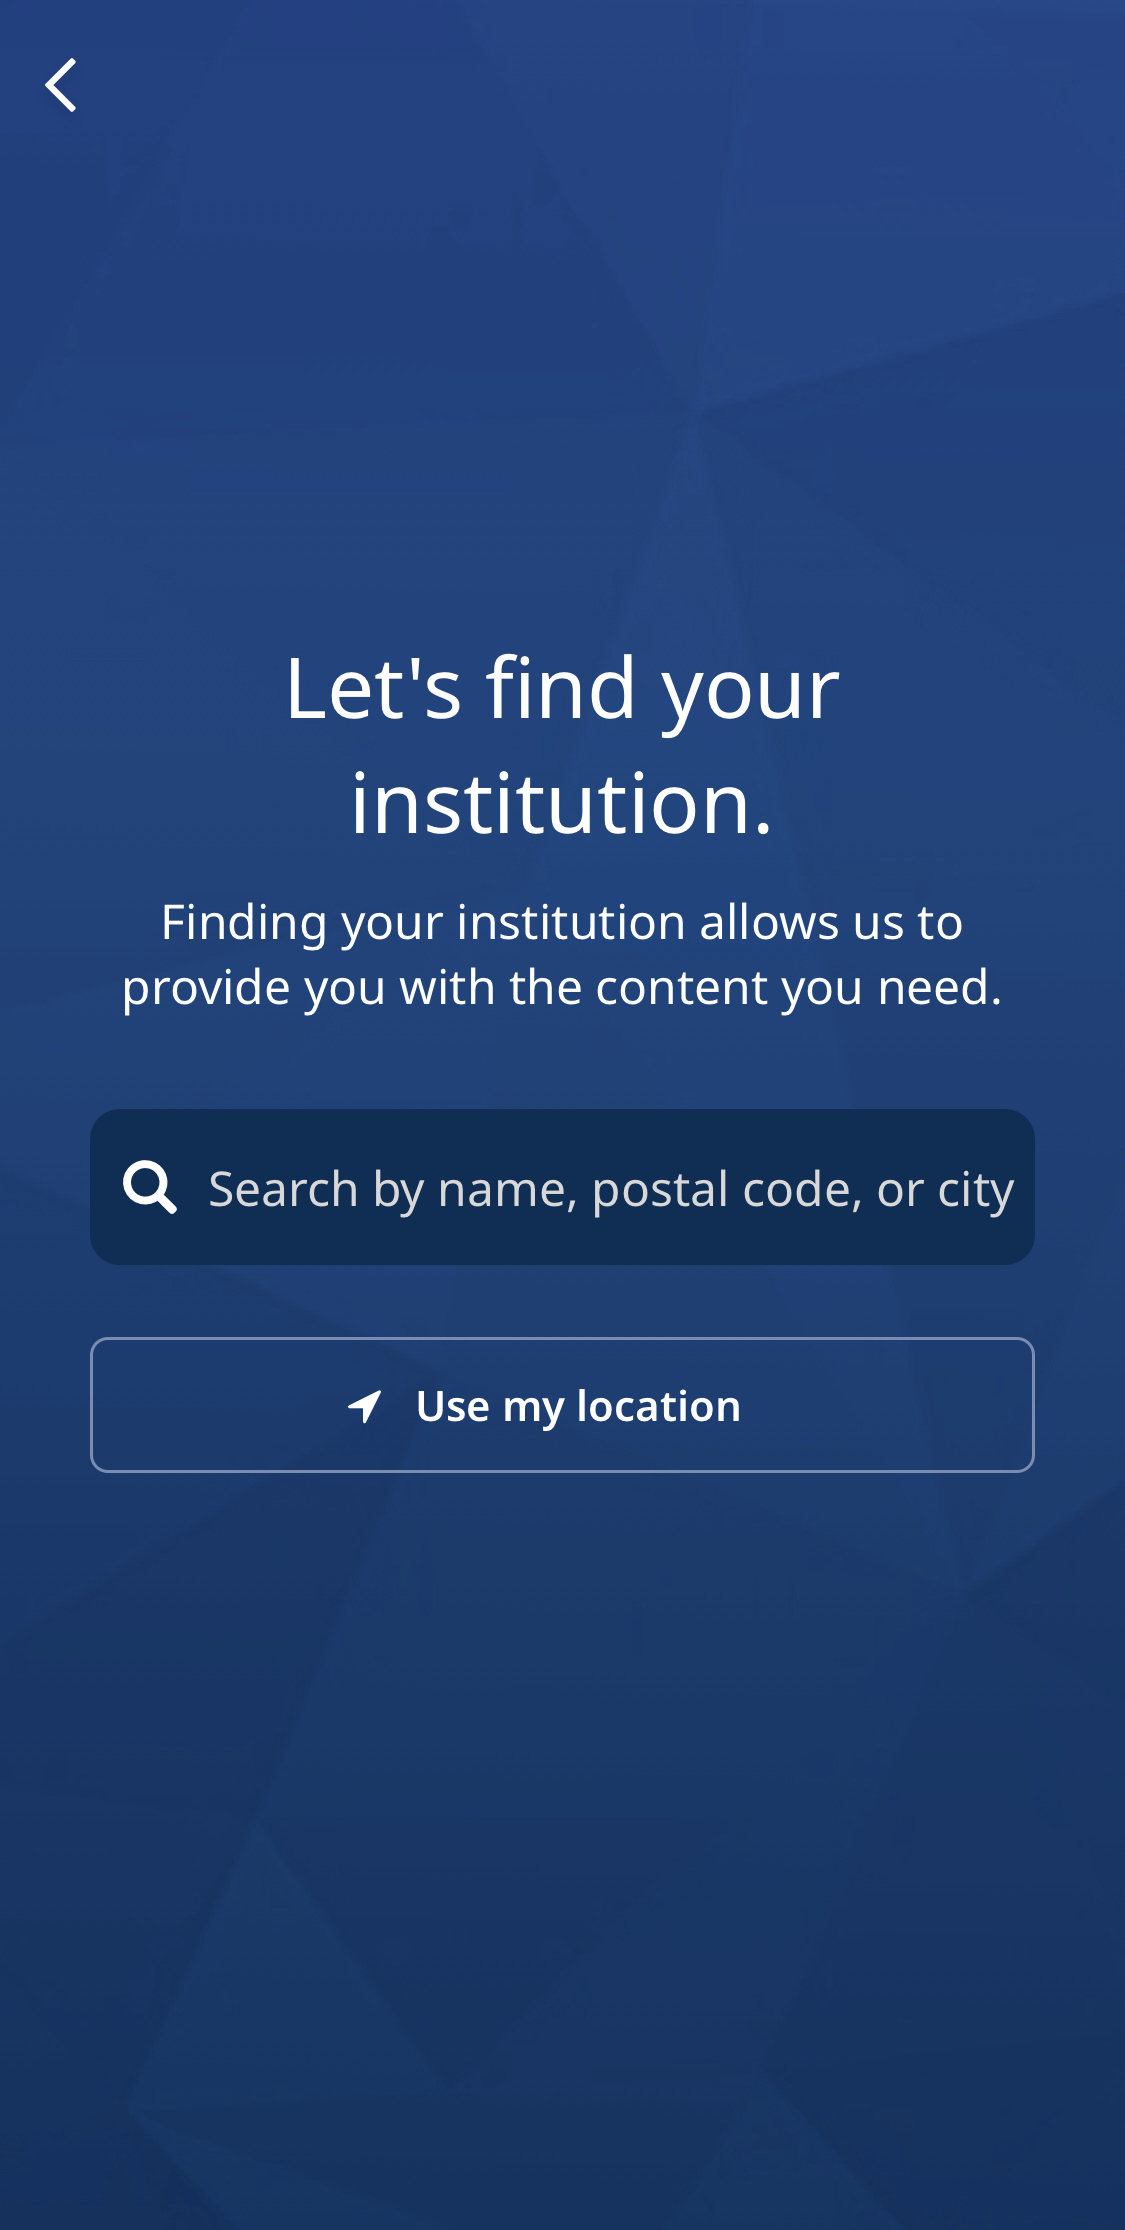 Let's find your
institution.
Finding your institution allows us to
provide you with the content you need.
Search by name, postal code, or city
Use my location